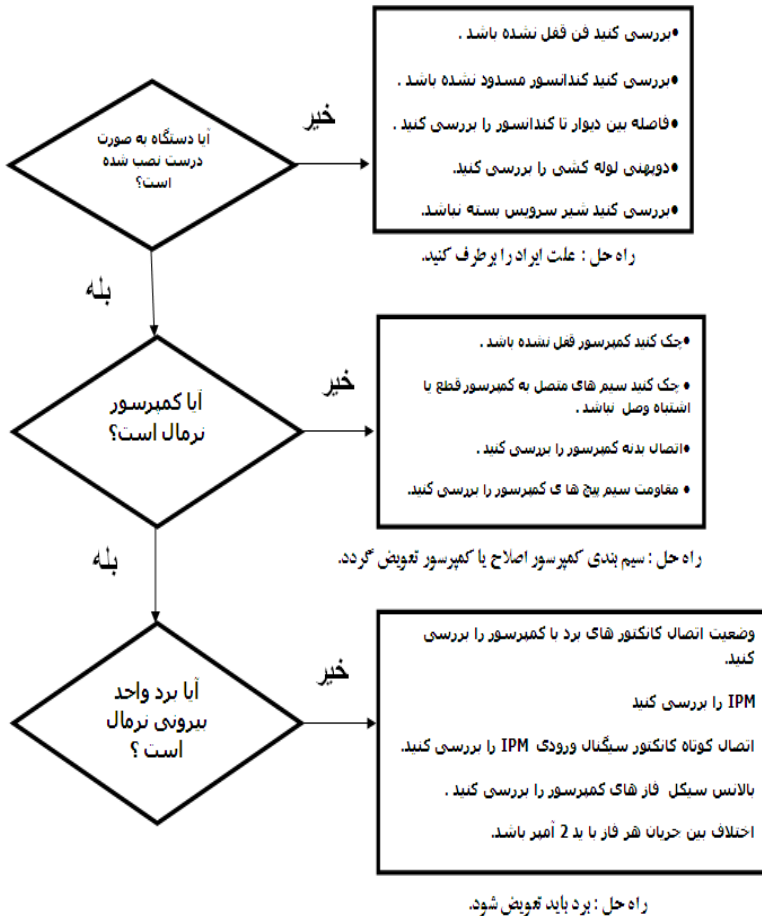 آیا دستگاه به صورت
درست نصب شده
است؟
خیر
•بررسی کنید فن قفل نشده باشد .
•بررسی کنید کندانسور مسدود نشده باشد .
•فاصله بین دیوار تا کندانسور را بررسی کنید .
•دوپهنی لوله کشی را بررسی کنید.
•بررسی کنید شیر سرویس بسته نباشد.
راه حل : علت ایراد را برطرف کنید.
بله
آیا کمپرسور
نرمال است؟
خیر
•چک کنید کمپرسور قفل نشده باشد .
• چک کنید سیم های متصل به کمپرسور قطع یا
اشتباه وصل نباشد .
•اتصال بدنه کمپرسور را بررسی کنید .
• مقاومت سیم پیچ ها ی کمپرسور را بررسی کنید.
راه حل : سیم بندی کمپرسور اصلاح یا کمپرسور تعویض گردد.
بله
آیا برد واحد
بیرونی نرمال
است ؟
خیر
وضعیت اتصال کانکتور های برد با کمپرسور را بررسی
کنید.
IPM را بررسی کنید
اتصال کوتاه کانکتور سیگنال ورودی IPM را بررسی کنید.
بالانس سیکل فاز های کمپرسور را بررسی کنید .
اختلاف بین جریان هر فاز با ید 2 آمپر باشد.
راه حل : برد باید تعویض شود.